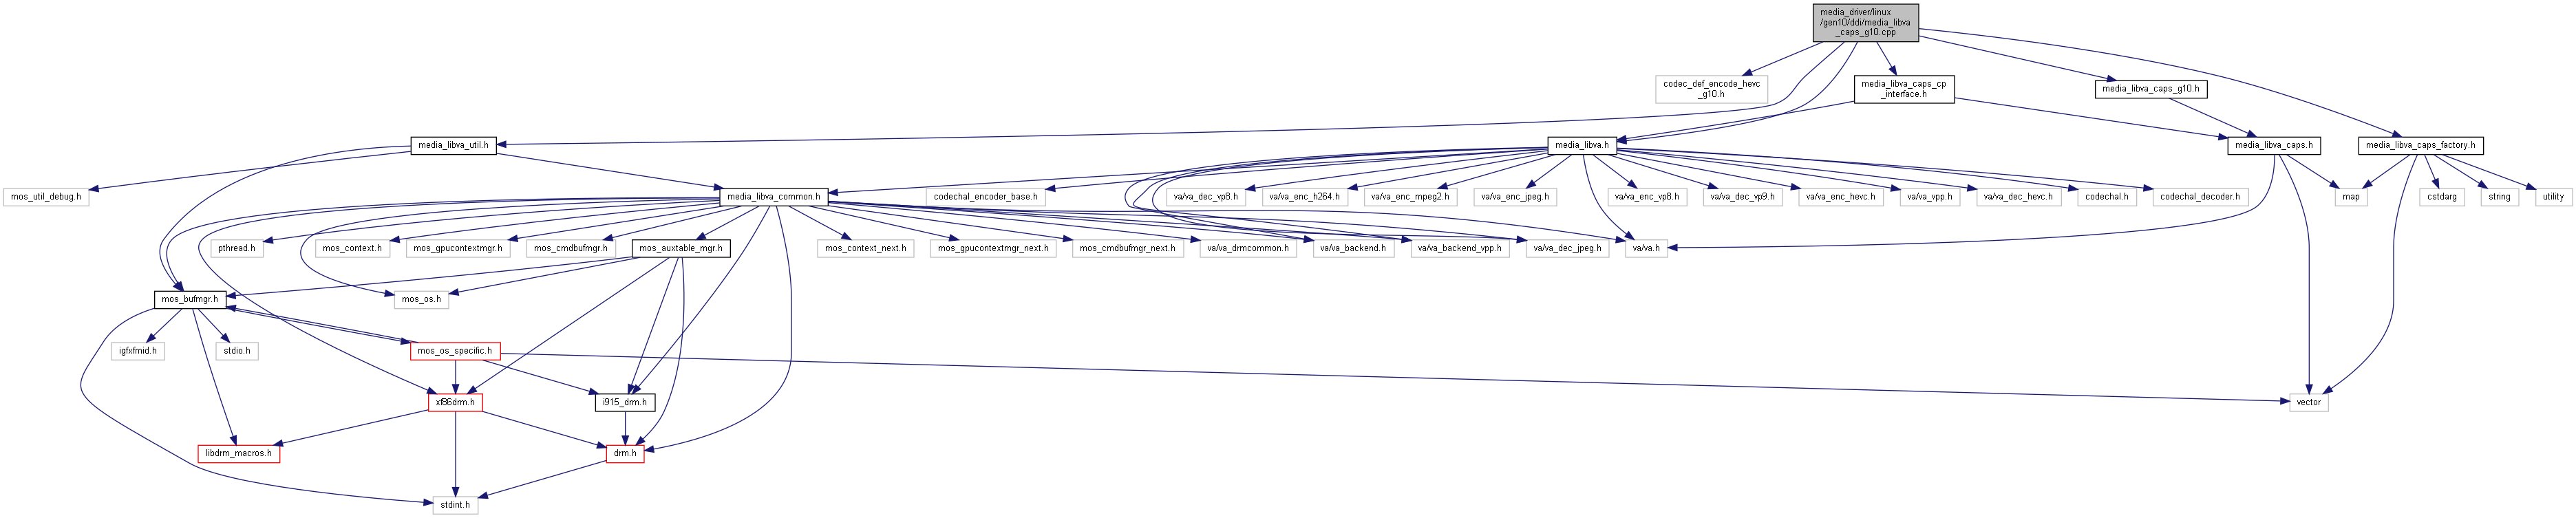 media_driver/linux
/gen10/ddi/media_libva
_caps_g10.cpp
codec_def_encode_hevc
_g10.h
media_libva_caps_cp
_interface.h
media_libva_caps_g10.h
media_libva_util.h
media_libva.h
media_libva_caps.h
media_libva_caps_factory.h
mos_util_debug.h
media_libva_common.h
codechal_encoder_base.h
va/va_dec_vp8.h
va/va_enc_h264.h
va/va_enc_mpeg2.h
va/va_enc_jpeg.h
va/va_enc_vp8.h
va/va_dec_vp9.h
va/va_enc_hevc.h
va/va_vpp.h
va/va_dec_hevc.h
codechal.h
codechal_decoder.h
map
cstdarg
string
utility
pthread.h
mos_context.h
mos_gpucontextmgr.h
mos_cmdbufmgr.h
mos_auxtable_mgr.h
mos_context_next.h
mos_gpucontextmgr_next.h
mos_cmdbufmgr_next.h
va/va_drmcommon.h
va/va_backend.h
va/va_backend_vpp.h
va/va_dec_jpeg.h
va/va.h
mos_bufmgr.h
mos_os.h
igfxfmid.h
stdio.h
mos_os_specific.h
xf86drm.h
i915_drm.h
vector
libdrm_macros.h
drm.h
stdint.h